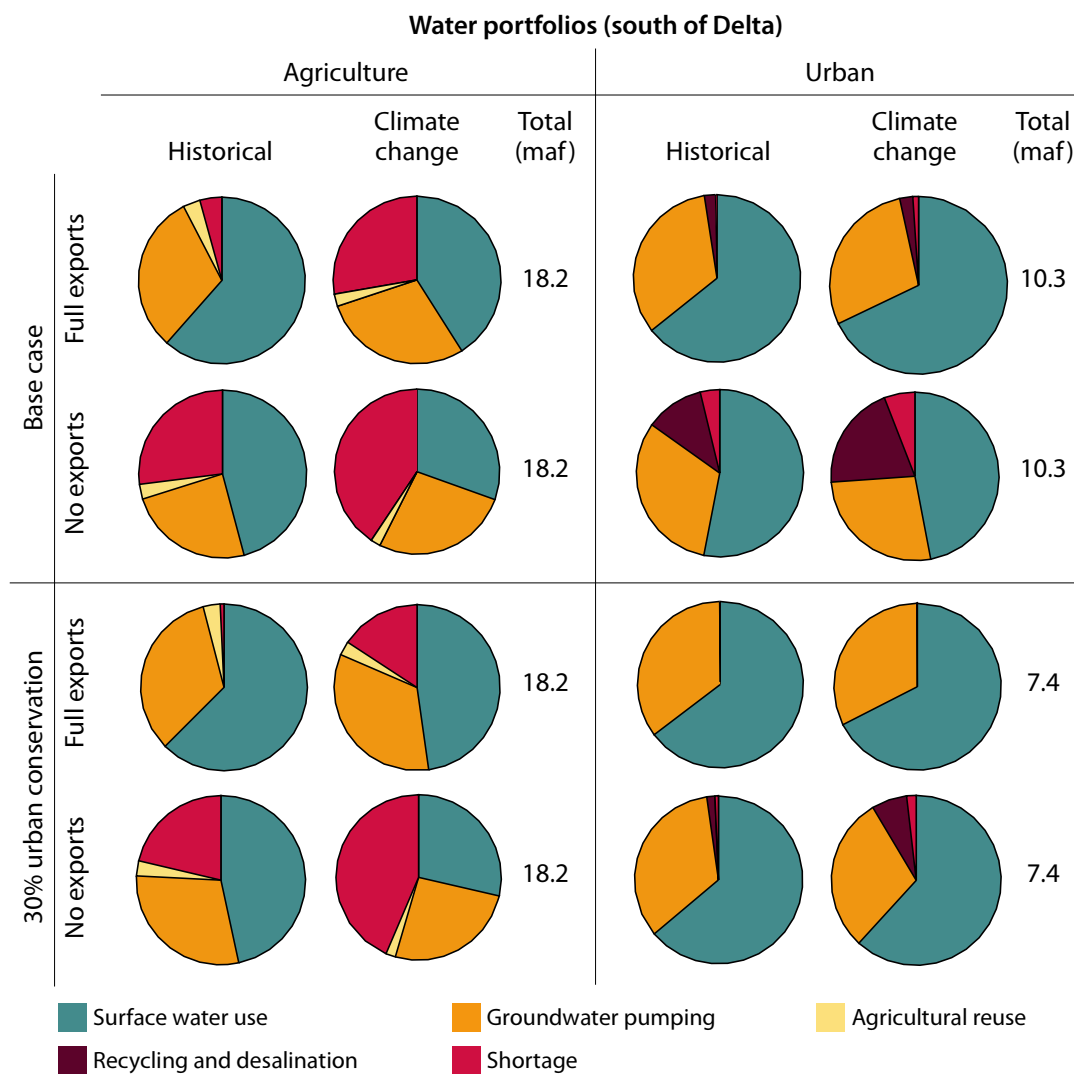 Water portfolios (south of Delta)
Agriculture
Urban
Historical
Climate
change
Total
(maf)
Historical
Climate
change
Total
(maf)
Base case
Full exports
18.2
10.3
No exports
18.2
10.3
30% urban conservation
Full exports
18.2
7.4
No exports
18.2
7.4
Surface water use
Groundwater pumping
Agricultural reuse
Recycling and desalination
Shortage